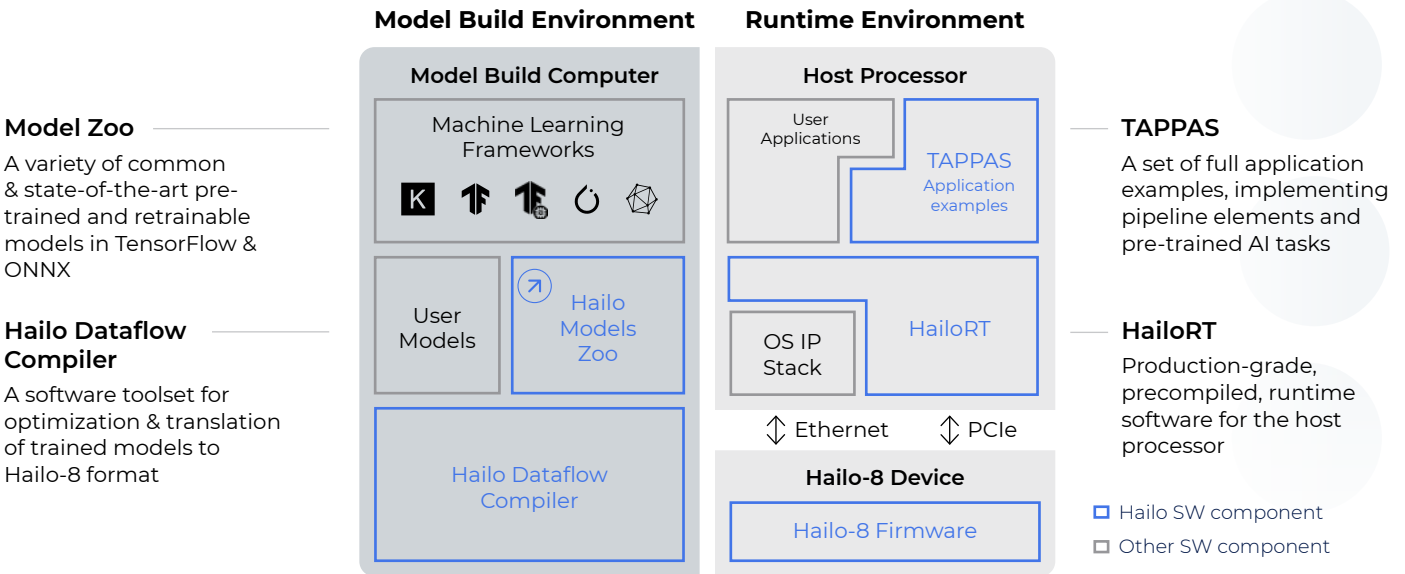 Model Build Environment
Runtime Environment
Model Zoo
A variety of common
& state-of-the-art pre-
trained and retrainable
models in TensorFlow &
ONNX
Hailo Dataflow
Compiler
A software toolset for
optimization & translation
of trained models to
Hailo-8 format
Model Build Computer
Machine Learning
Frameworks
K
User
Models
Hailo
Models
Zoo
Hailo Dataflow
Compiler
Host Processor
User
Applications
TAPPAS
Application
examples
HailoRT
OS IP
Stack
Ethernet
PCIe
Hailo-8 Device
Hailo-8 Firmware
TAPPAS
A set of full application
examples, implementing
pipeline elements and
pre-trained AI tasks
HailoRT
Production-grade,
precompiled, runtime
software for the host
processor
Hailo SW component
Other SW component